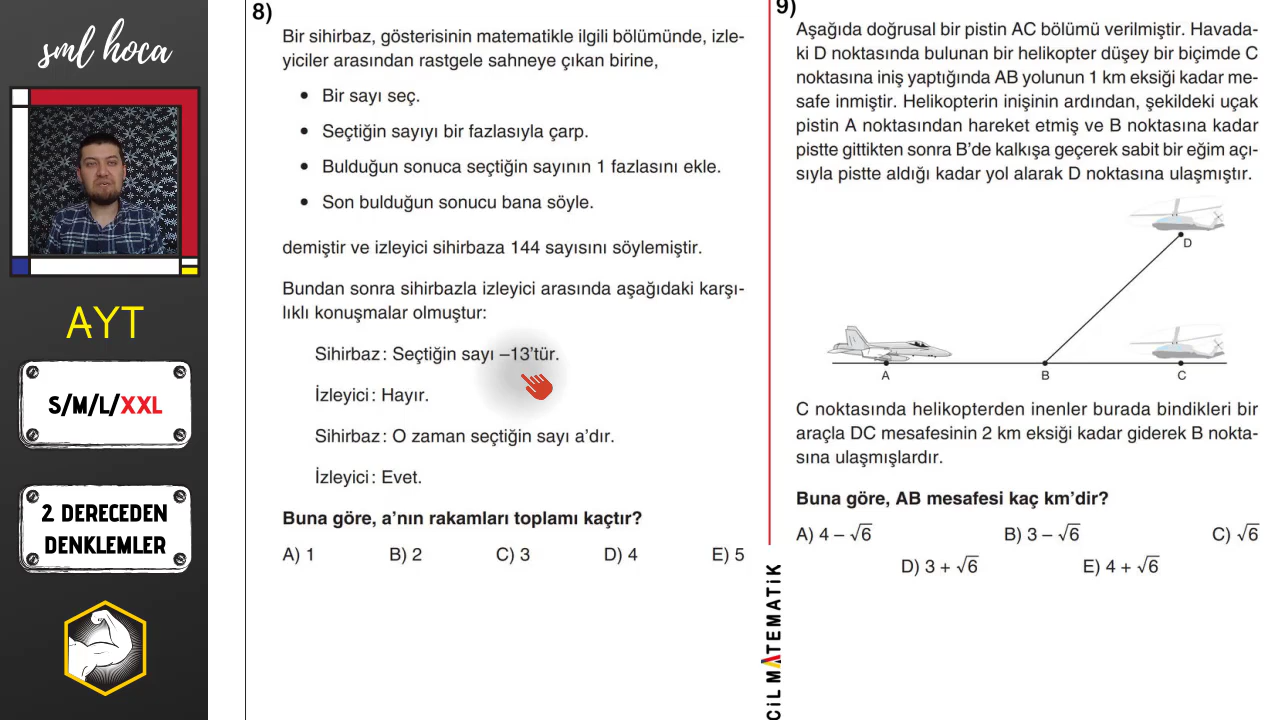 sml hoca
AYT
S/M/L/XXL
2. DERECEDEN
DENKLEMLER
8)
Bir sihirbaz, gösterisinin matematikle ilgili bölümünde, izle-
yiciler arasından rastgele sahneye çıkan birine,
• Bir sayı seç.
• Seçtiğin sayıyı bir fazlasıyla çarp.
• Bulduğun sonuca seçtiğin sayının 1 fazlasını ekle.
• Son bulduğun sonucu bana söyle.
demiştir ve izleyici sihirbaza 144 sayısını söylemiştir.
Bundan sonra sihirbazla izleyici arasında aşağıdaki karşı-
lıklı konuşmalar olmuştur:
Sihirbaz : Seçtiğin sayı –13'tür.
İzleyici : Hayır.
Sihirbaz : O zaman seçtiğin sayı a'dır.
İzleyici : Evet.
Buna göre, a'nın rakamları toplamı kaçtır?
A) 1 B) 2 C) 3 D) 4 E) 5
9)
Aşağıda doğrusal bir pistin AC bölümü verilmiştir. Havada-
ki D noktasında bulunan bir helikopter düşey bir biçimde C
noktasına iniş yaptığında AB yolunun 1 km eksiği kadar me-
safe inmiştir. Helikopterin inişinin ardından, şekildeki uçak
pistin A noktasından hareket etmiş ve B noktasına kadar
pistte gittikten sonra B'de kalkışa geçerek sabit bir eğim açı-
sıyla pistte aldığı kadar yol alarak D noktasına ulaşmıştır.
D
A B C
C noktasında helikopterden inenler burada bindikleri bir
araçla DC mesafesinin 2 km eksiği kadar giderek B nokta-
sına ulaşmışlardır.
Buna göre, AB mesafesi kaç km'dir?
A) 4 – √6 B) 3 – √6 C) √6
D) 3 + √6 E) 4 + √6
ACİL MATEMATİK